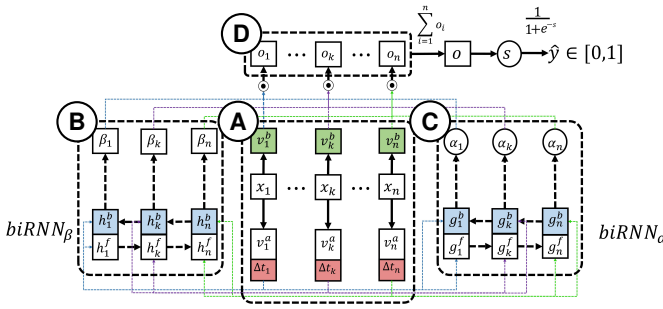 ∑_{i=1}^{n} o_i
1/(1+e^{-s})
D
o_1 ⋯ o_k ⋯ o_n o s ŷ ∈ [0,1]
B A C
β_1 β_k β_n v_1^b v_k^b v_n^b α_1 α_k α_n
x_1 ⋯ x_k ⋯ x_n
h_1^b h_k^b h_n^b g_1^b g_k^b g_n^b
biRNN_β h_1^f h_k^f h_n^f v_1^a v_k^a v_n^a g_1^f g_k^f g_n^f biRNN_α
Δt_1 Δt_k Δt_n